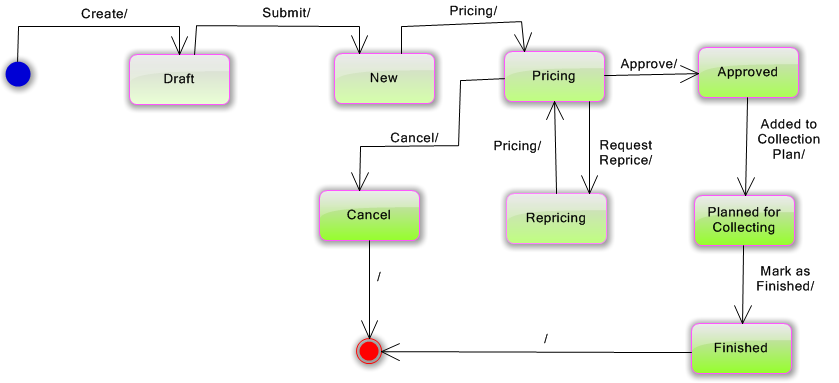 Create/
Submit/
Pricing/
Draft
New
Pricing
Approve/
Approved
Cancel/
Pricing/
Request
Reprice/
Added to
Collection
Plan/
Cancel
Repricing
Planned for
Collecting
/
Mark as
Finished/
/
Finished